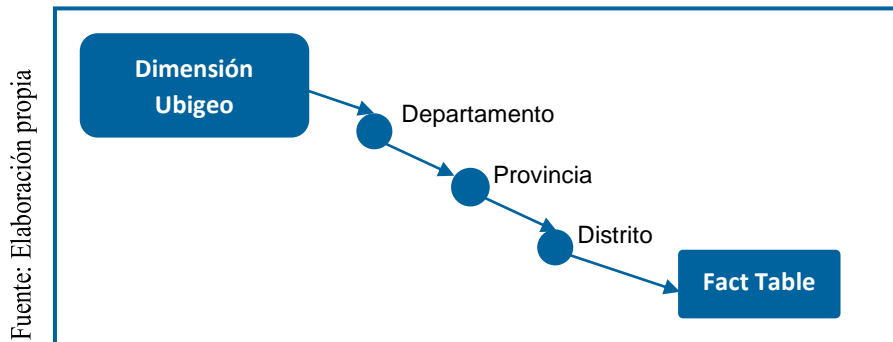 Fuente: Elaboración propia
Dimensión
Ubigeo
Departamento
Provincia
Distrito
Fact Table